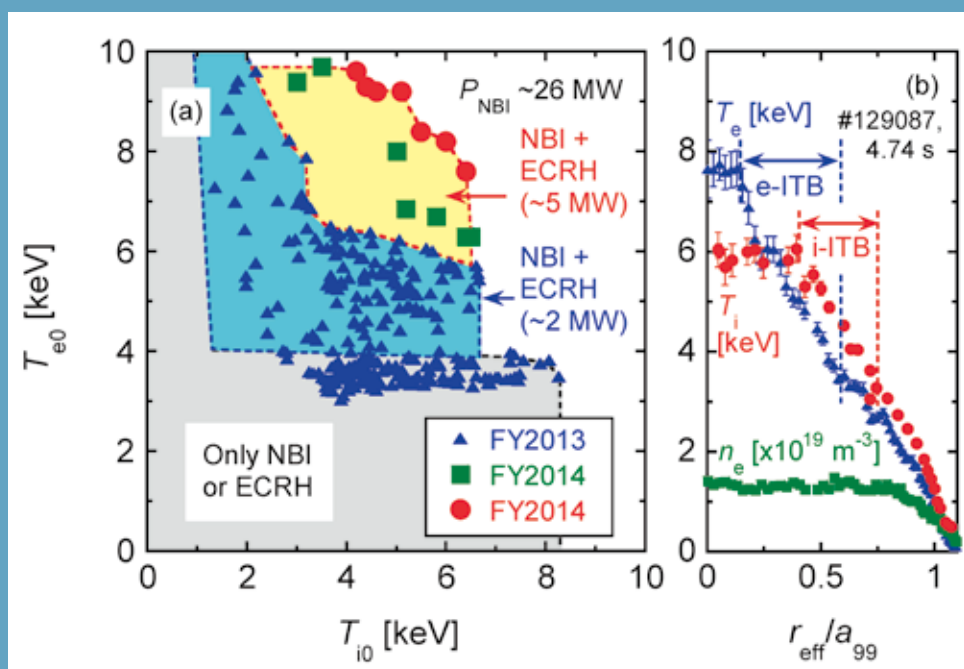 10
8
6
4
2
0
Te0 [keV]
(a)
PNBI ~26 MW
NBI +
ECRH
(~5 MW)
NBI +
ECRH
(~2 MW)
Only NBI
or ECRH
FY2013
FY2014
FY2014
0 2 4 6 8 10
Ti0 [keV]
10
8
6
4
2
0
(b)
Te [keV]
#129087,
4.74 s
e-ITB
i-ITB
Ti
[keV]
ne [x10¹⁹ m⁻³]
0 0.5 1
reff/a99